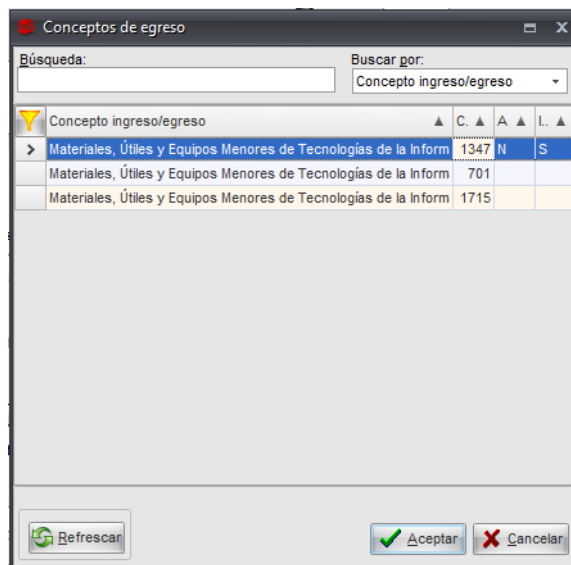 Conceptos de egreso
Búsqueda: Buscar por:
Concepto ingreso/egreso
Concepto ingreso/egreso C. A I..
Materiales, Útiles y Equipos Menores de Tecnologías de la Inform 1347 N S
Materiales, Útiles y Equipos Menores de Tecnologías de la Inform 701
Materiales, Útiles y Equipos Menores de Tecnologías de la Inform 1715
Refrescar Aceptar Cancelar